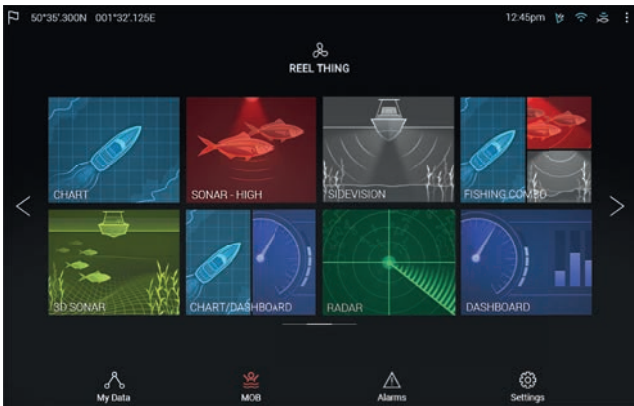 50°35'.300N 001°32'.125E 12:45pm
REEL THING
CHART SONAR - HIGH SIDEVISION FISHING COMBO
3D SONAR CHART/DASHBOARD RADAR DASHBOARD
My Data MOB Alarms Settings